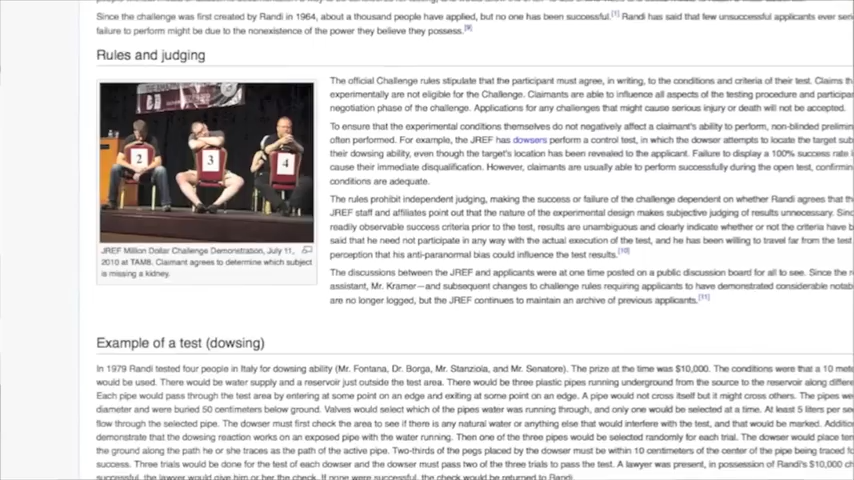 Since the challenge was first created by Randi in 1964, about a thousand people have applied, but no one has been successful.[1] Randi has said that few unsuccessful applicants ever
failure to perform might be due to the nonexistence of the power they believe they possess.[9]
Rules and judging
2
3
4
JREF Million Dollar Challenge Demonstration, July 11,
2010 at TAM8. Claimant agrees to determine which subject
is missing a kidney.
The official Challenge rules stipulate that the participant must agree, in writing, to the conditions and criteria of their test. Claims
experimentally are not eligible for the Challenge. Claimants are able to influence all aspects of the testing procedure and
negotiation phase of the challenge. Applications for any challenges that might cause serious injury or death will not be accepted.
To ensure that the experimental conditions themselves do not negatively affect a claimant's ability to perform, non-blinded
often performed. For example, the JREF has dowsers perform a control test, in which the dowser attempts to locate the target
their dowsing ability, even though the target's location has been revealed to the applicant. Failure to display a 100% success rate
cause their immediate disqualification. However, claimants are usually able to perform successfully during the open test,
conditions are adequate.
The rules prohibit independent judging, making the success or failure of the challenge dependent on whether Randi agrees that
JREF staff and affiliates point out that the nature of the experimental design makes subjective judging of results unnecessary.
readily observable success criteria prior to the test, results are unambiguous and clearly indicate whether or not the criteria have
said that he need not participate in any way with the actual execution of the test, and he has been willing to travel far from the test
perception that his anti-paranormal bias could influence the test results.[10]
The discussions between the JREF and applicants were at one time posted on a public discussion board for all to see. Since the
assistant, Mr. Kramer—and subsequent changes to challenge rules requiring applicants to have demonstrated considerable
are no longer logged, but the JREF continues to maintain an archive of previous applicants.[11]
Example of a test (dowsing)
In 1979 Randi tested four people in Italy for dowsing ability (Mr. Fontana, Dr. Borga, Mr. Stanziola, and Mr. Senatore). The prize at the time was $10,000. The conditions were that a 10
would be used. There would be water supply and a reservoir just outside the test area. There would be three plastic pipes running underground from the source to the reservoir along
Each pipe would pass through the test area by entering at some point on an edge and exiting at some point on an edge. A pipe would not cross itself but it might cross others. The pipes
diameter and were buried 50 centimeters below ground. Valves would select which of the pipes water was running through, and only one would be selected at a time. At least 5 liters per
flow through the selected pipe. The dowser must first check the area to see if there is any natural water or anything else that would interfere with the test, and that would be marked.
demonstrate that the dowsing reaction works on an exposed pipe with the water running. Then one of the three pipes would be selected randomly for each trial. The dowser would place
the ground along the path he or she traces as the path of the active pipe. Two-thirds of the pegs placed by the dowser must be within 10 centimeters of the center of the pipe being traced
success. Three trials would be done for the test of each dowser and the dowser must pass two of the three trials to pass the test. A lawyer was present, in possession of Randi's $10,000
successful, the lawyer would give him or her the check. If none were successful, the check would be returned to Randi.